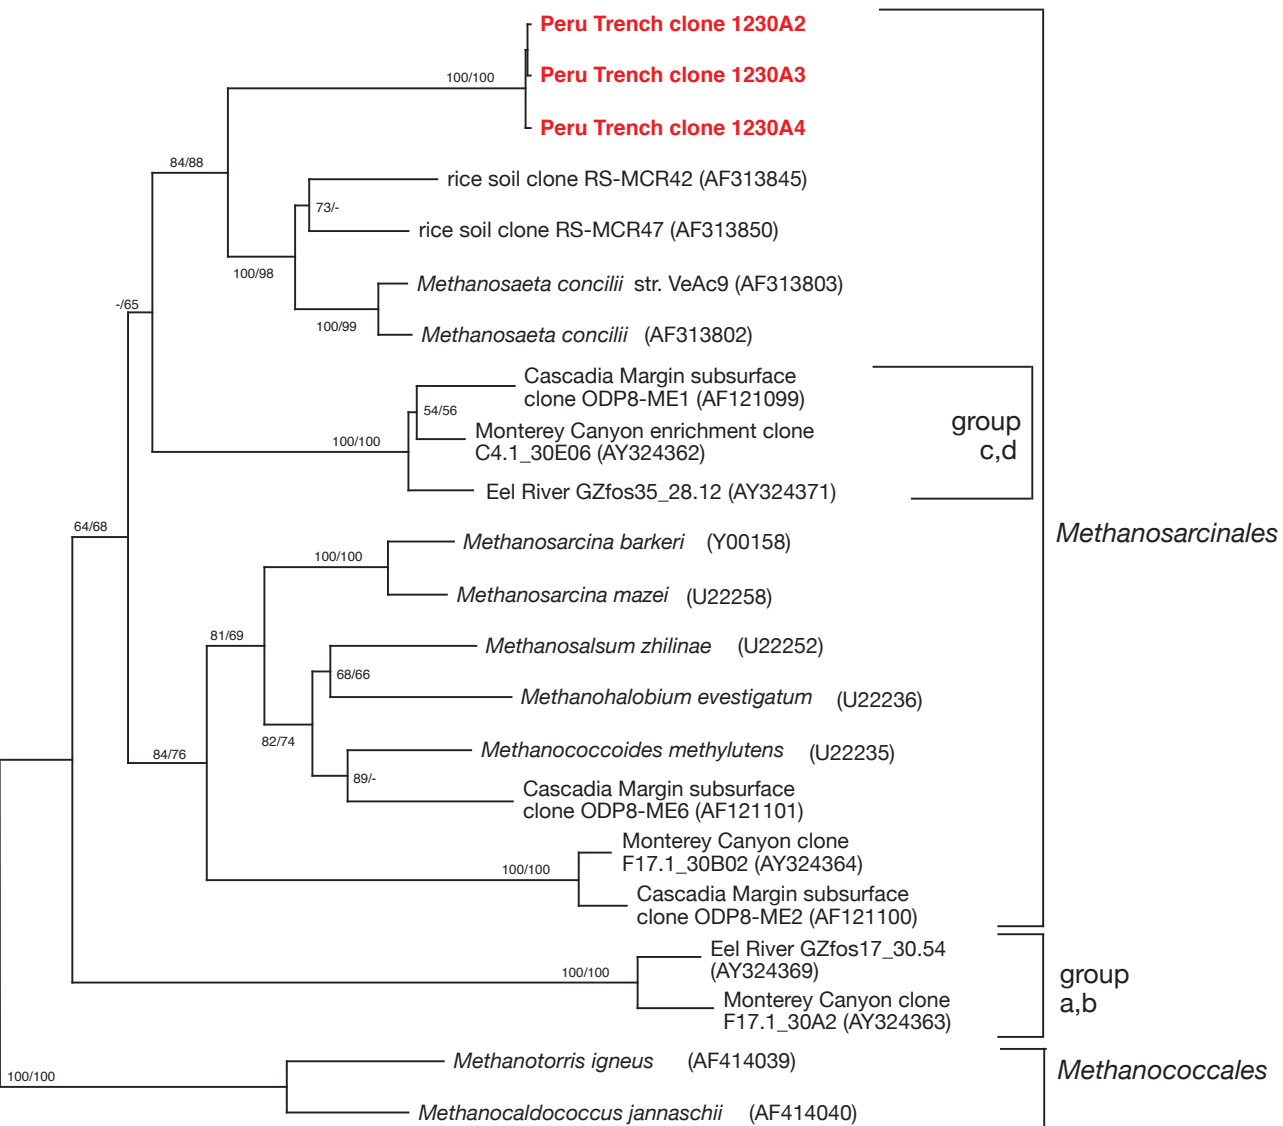 Peru Trench clone 1230A2
100/100
Peru Trench clone 1230A3
Peru Trench clone 1230A4
84/88
rice soil clone RS-MCR42 (AF313845)
73/-
rice soil clone RS-MCR47 (AF313850)
100/98
Methanosaeta concilii str. VeAc9 (AF313803)
-/65
100/99
Methanosaeta concilii (AF313802)
Cascadia Margin subsurface
clone ODP8-ME1 (AF121099)
54/56
group
c,d
Monterey Canyon enrichment clone
C4.1_30E06 (AY324362)
100/100
Eel River GZfos35_28.12 (AY324371)
64/68
Methanosarcinales
Methanosarcina barkeri (Y00158)
100/100
Methanosarcina mazei (U22258)
81/69
Methanosalsum zhilinae (U22252)
68/66
Methanohalobium evestigatum (U22236)
82/74
84/76
Methanococcoides methylutens (U22235)
89/-
Cascadia Margin subsurface
clone ODP8-ME6 (AF121101)
Monterey Canyon clone
F17.1_30B02 (AY324364)
100/100
Cascadia Margin subsurface
clone ODP8-ME2 (AF121100)
Eel River GZfos17_30.54
(AY324369)
100/100
group
a,b
Monterey Canyon clone
F17.1_30A2 (AY324363)
Methanotorris igneus (AF414039)
100/100
Methanococcales
Methanocaldococcus jannaschii (AF414040)